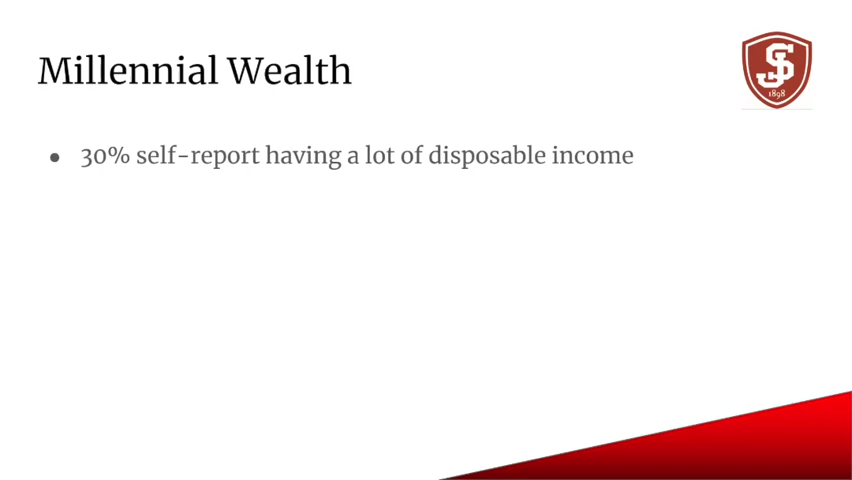 Millennial Wealth
SJ
1898
● 30% self-report having a lot of disposable income